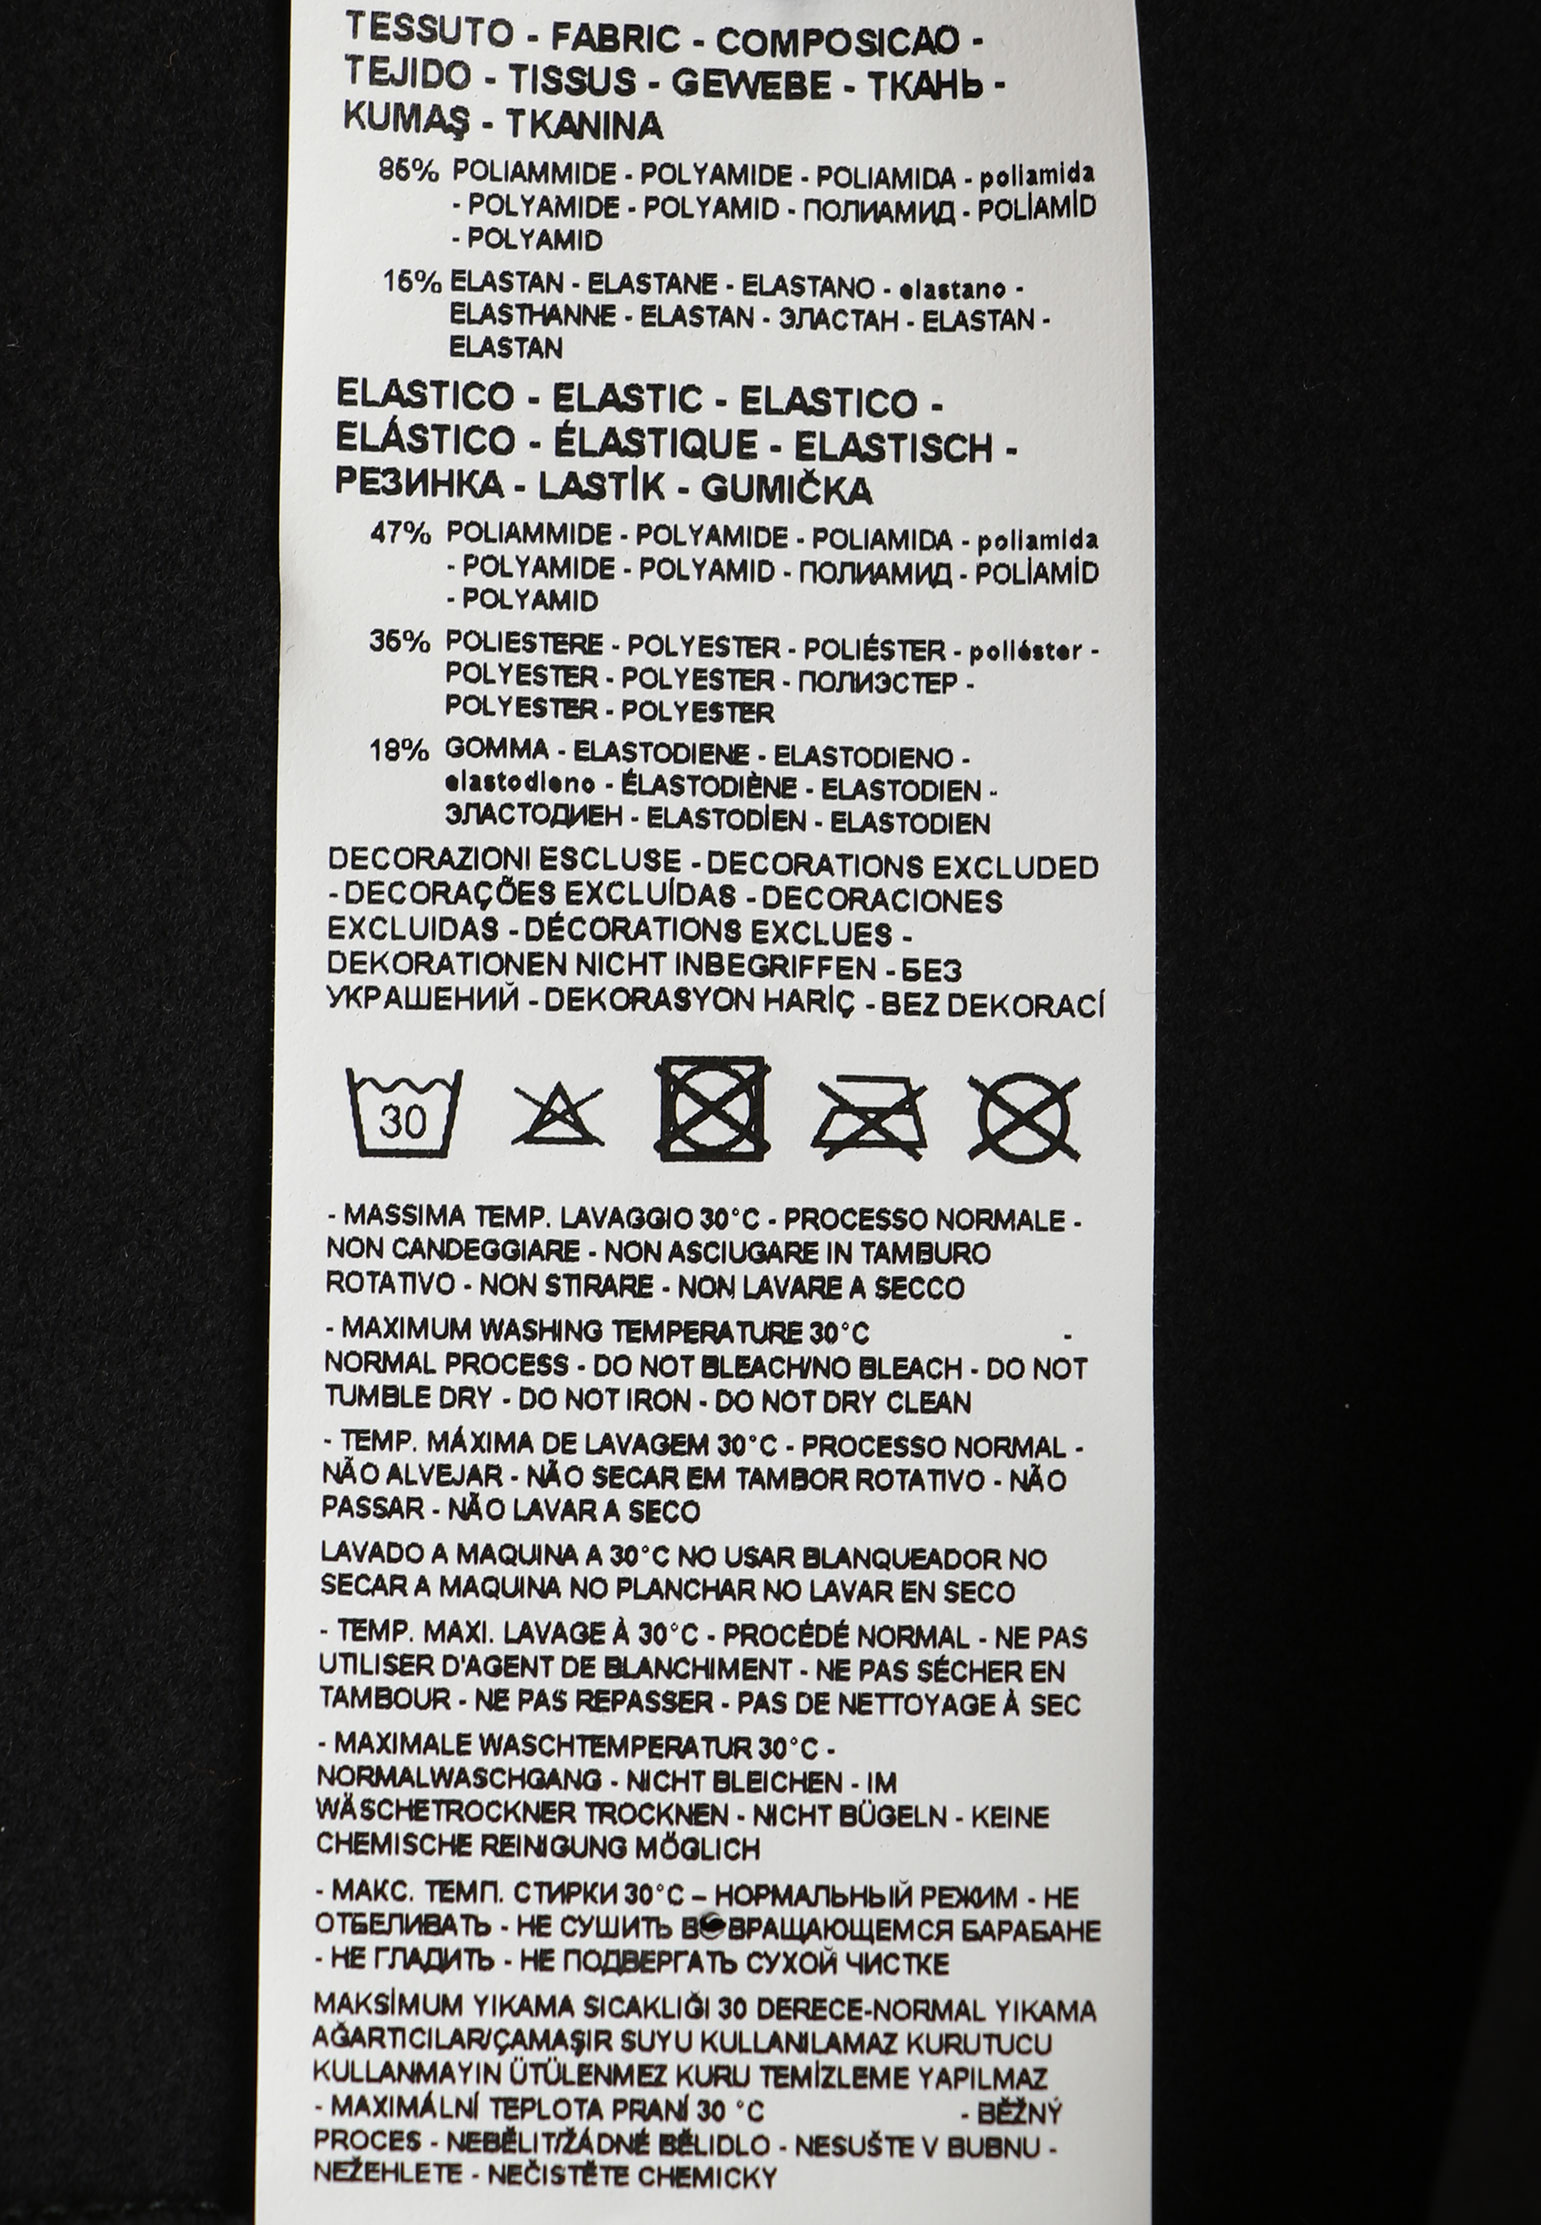 TESSUTO - FABRIC - COMPOSICAO -
TEJIDO - TISSUS - GEWEBE - ТКАНЬ -
KUMAŞ - TKANINA
85% POLIAMMIDE - POLYAMIDE - POLIAMIDA - poliamida
- POLYAMIDE - POLYAMID - ПОЛИАМИД - POLİAMİD
- POLYAMID
15% ELASTAN - ELASTANE - ELASTANO - elastano -
ELASTHANNE - ELASTAN - ЭЛАСТАН - ELASTAN -
ELASTAN
ELASTICO - ELASTIC - ELASTICO -
ELÁSTICO - ÉLASTIQUE - ELASTISCH -
РЕЗИНКА - LASTİK - GUMIČKA
47% POLIAMMIDE - POLYAMIDE - POLIAMIDA - poliamida
- POLYAMIDE - POLYAMID - ПОЛИАМИД - POLİAMİD
- POLYAMID
35% POLIESTERE - POLYESTER - POLIÉSTER - poliéster -
POLYESTER - POLYESTER - ПОЛИЭСТЕР -
POLYESTER - POLYESTER
18% GOMMA - ELASTODIENE - ELASTODIENO -
elastodieno - ÉLASTODIÈNE - ELASTODIEN -
ЭЛАСТОДИЕН - ELASTODİEN - ELASTODIEN
DECORAZIONI ESCLUSE - DECORATIONS EXCLUDED
- DECORAÇÕES EXCLUÍDAS - DECORACIONES
EXCLUIDAS - DÉCORATIONS EXCLUES -
DEKORATIONEN NICHT INBEGRIFFEN - БЕЗ
УКРАШЕНИЙ - DEKORASYON HARİÇ - BEZ DEKORACÍ
30
- MASSIMA TEMP. LAVAGGIO 30°C - PROCESSO NORMALE -
NON CANDEGGIARE - NON ASCIUGARE IN TAMBURO
ROTATIVO - NON STIRARE - NON LAVARE A SECCO
- MAXIMUM WASHING TEMPERATURE 30°C -
NORMAL PROCESS - DO NOT BLEACH/NO BLEACH - DO NOT
TUMBLE DRY - DO NOT IRON - DO NOT DRY CLEAN
- TEMP. MÁXIMA DE LAVAGEM 30°C - PROCESSO NORMAL -
NÃO ALVEJAR - NÃO SECAR EM TAMBOR ROTATIVO - NÃO
PASSAR - NÃO LAVAR A SECO
LAVADO A MAQUINA A 30°C NO USAR BLANQUEADOR NO
SECAR A MAQUINA NO PLANCHAR NO LAVAR EN SECO
- TEMP. MAXI. LAVAGE À 30°C - PROCÉDÉ NORMAL - NE PAS
UTILISER D'AGENT DE BLANCHIMENT - NE PAS SÉCHER EN
TAMBOUR - NE PAS REPASSER - PAS DE NETTOYAGE À SEC
- MAXIMALE WASCHTEMPERATUR 30°C -
NORMALWASCHGANG - NICHT BLEICHEN - IM
WÄSCHETROCKNER TROCKNEN - NICHT BÜGELN - KEINE
CHEMISCHE REINIGUNG MÖGLICH
- МАКС. ТЕМП. СТИРКИ 30°С – НОРМАЛЬНЫЙ РЕЖИМ - НЕ
ОТБЕЛИВАТЬ - НЕ СУШИТЬ В ВРАЩАЮЩЕМСЯ БАРАБАНЕ
- НЕ ГЛАДИТЬ - НЕ ПОДВЕРГАТЬ СУХОЙ ЧИСТКЕ
MAKSİMUM YIKAMA SICAKLIĞI 30 DERECE-NORMAL YIKAMA
AĞARTICILAR/ÇAMAŞIR SUYU KULLANILAMAZ KURUTUCU
KULLANMAYIN ÜTÜLENMEZ KURU TEMİZLEME YAPILMAZ
- MAXIMÁLNÍ TEPLOTA PRANÍ 30 °C - BĚŽNÝ
PROCES - NEBĚLIT/ŽÁDNÉ BĚLIDLO - NESUŠTE V BUBNU -
NEŽEHLETE - NEČISTĚTE CHEMICKY